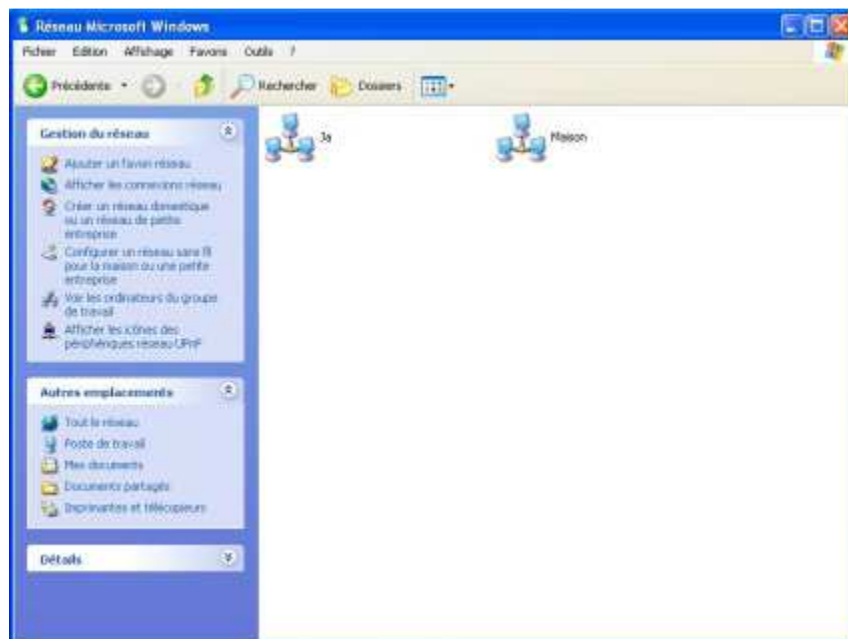 Réseau Microsoft Windows
Fichier Edition Affichage Favoris Outils ?
Précédente Rechercher Dossiers
Gestion du réseau
Ajouter un favori réseau
Afficher les connexions réseau
Créer un réseau domestique
ou un réseau de petite
entreprise
Configurer un réseau sans fil
pour la maison ou une petite
entreprise
Voir les ordinateurs du groupe
de travail
Afficher les icônes des
périphériques réseau UPnP
Autres emplacements
Tout le réseau
Poste de travail
Mes documents
Documents partagés
Imprimantes et télécopieurs
Détails
Ja
Maison